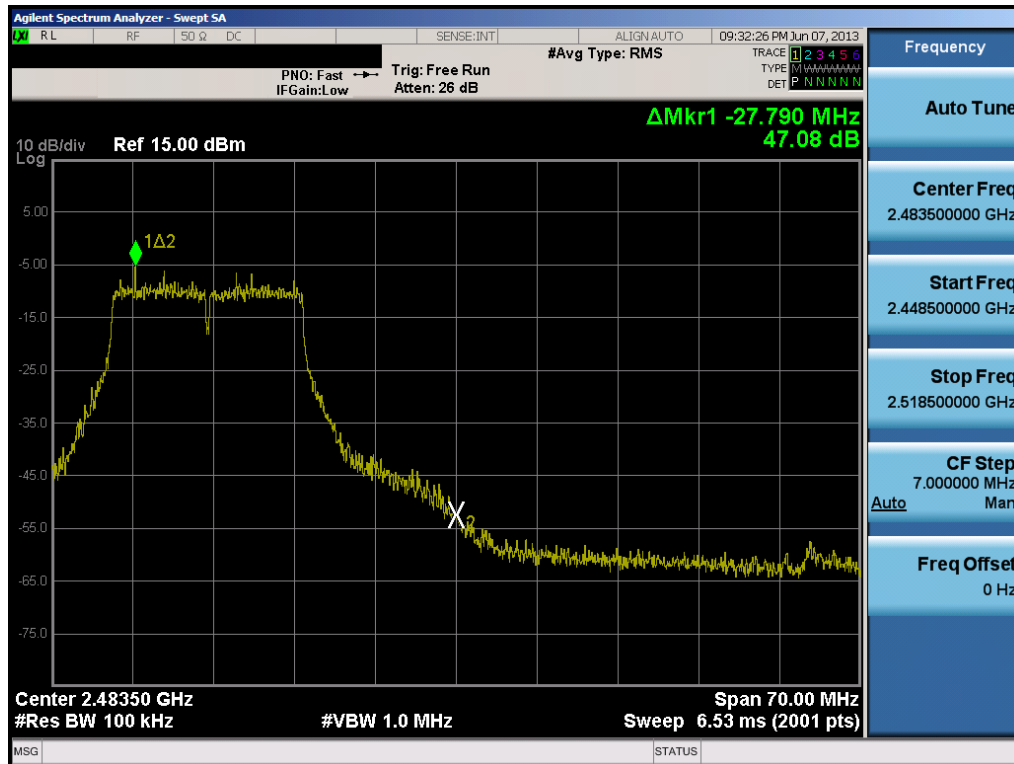 Agilent Spectrum Analyzer - Swept SA
LXI RL RF 50 Ω DC SENSE:INT ALIGN AUTO 09:32:26 PM Jun 07, 2013
PNO: Fast
IFGain:Low
Trig: Free Run
Atten: 26 dB
#Avg Type: RMS
TRACE 1 2 3 4 5 6
TYPE M WWWWW
DET P N N N N N
ΔMkr1 -27.790 MHz
47.08 dB
10 dB/div Ref 15.00 dBm
Log
5.00
-5.00
-15.0
-25.0
-35.0
-45.0
-55.0
-65.0
-75.0
1Δ2
2
Center 2.48350 GHz Span 70.00 MHz
#Res BW 100 kHz #VBW 1.0 MHz Sweep 6.53 ms (2001 pts)
MSG STATUS
Frequency
Auto Tune
Center Freq
2.483500000 GHz
Start Freq
2.448500000 GHz
Stop Freq
2.518500000 GHz
CF Step
7.000000 MHz
Auto Man
Freq Offset
0 Hz